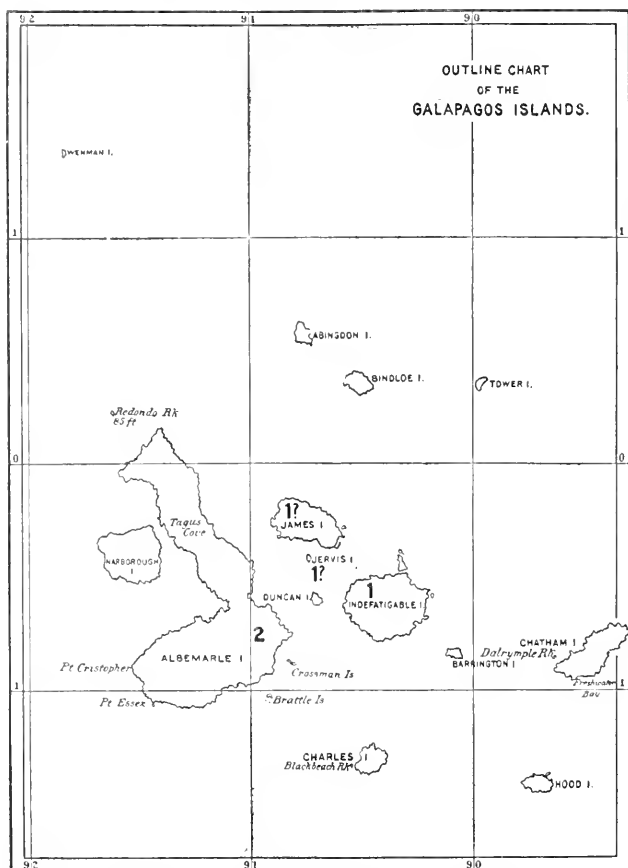 92
91
90
OUTLINE CHART
OF THE
GALAPAGOS ISLANDS.
WENMAN I.
1
1
ABINGDON I.
BINDLOE I.
TOWER I.
Redondo Rk
85 ft
0
0
1?
JAMES I
Tagus
Cove
NARBOROUGH
I
JERVIS I.
1?
DUNCAN I.
1
INDEFATIGABLE I.
2
ALBEMARLE I
CHATHAM I
Dalrymple Rk.
BARRINGTON I
Pt Cristopher
Crossman Is
Freshwater
Bay
Pt Essex
Brattle Is
1
1
CHARLES I
Blackbeach Rk
HOOD I.
92
91
90